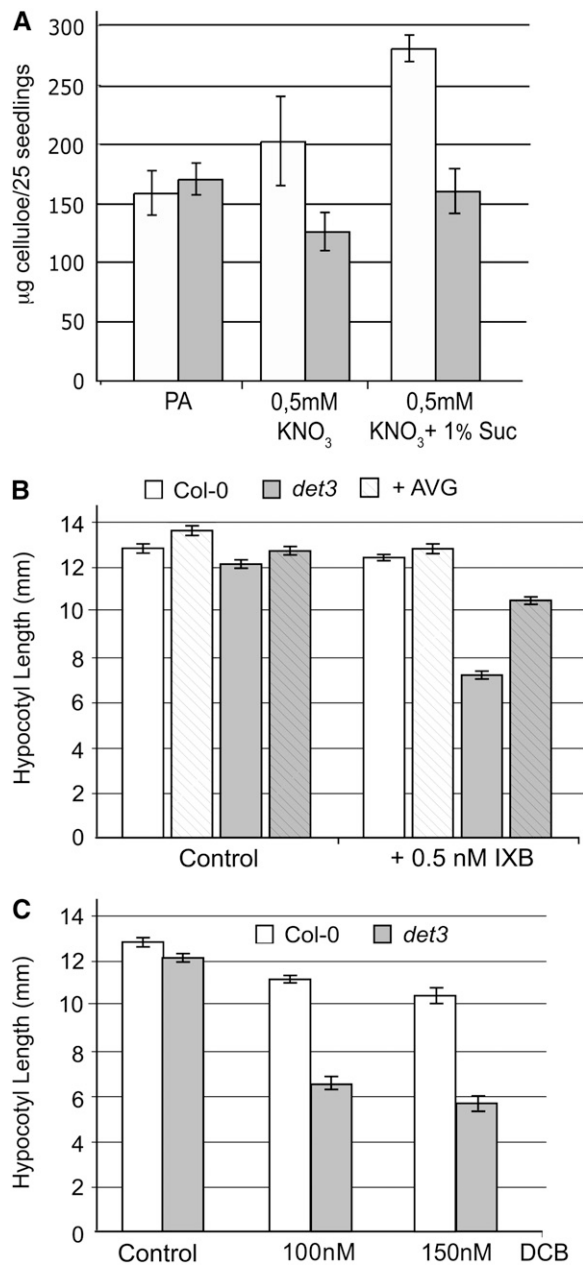 A
µg celluloe/25 seedlings
300
250
200
150
100
50
0
PA
0,5mM
KNO₃
0,5mM
KNO₃+ 1% Suc
B
Col-0
det3
+ AVG
Hypocotyl Length (mm)
14
12
10
8
6
4
2
0
Control
+ 0.5 nM IXB
C
Col-0
det3
Hypocotyl Length (mm)
14
12
10
8
6
4
2
0
Control
100nM
150nM
DCB